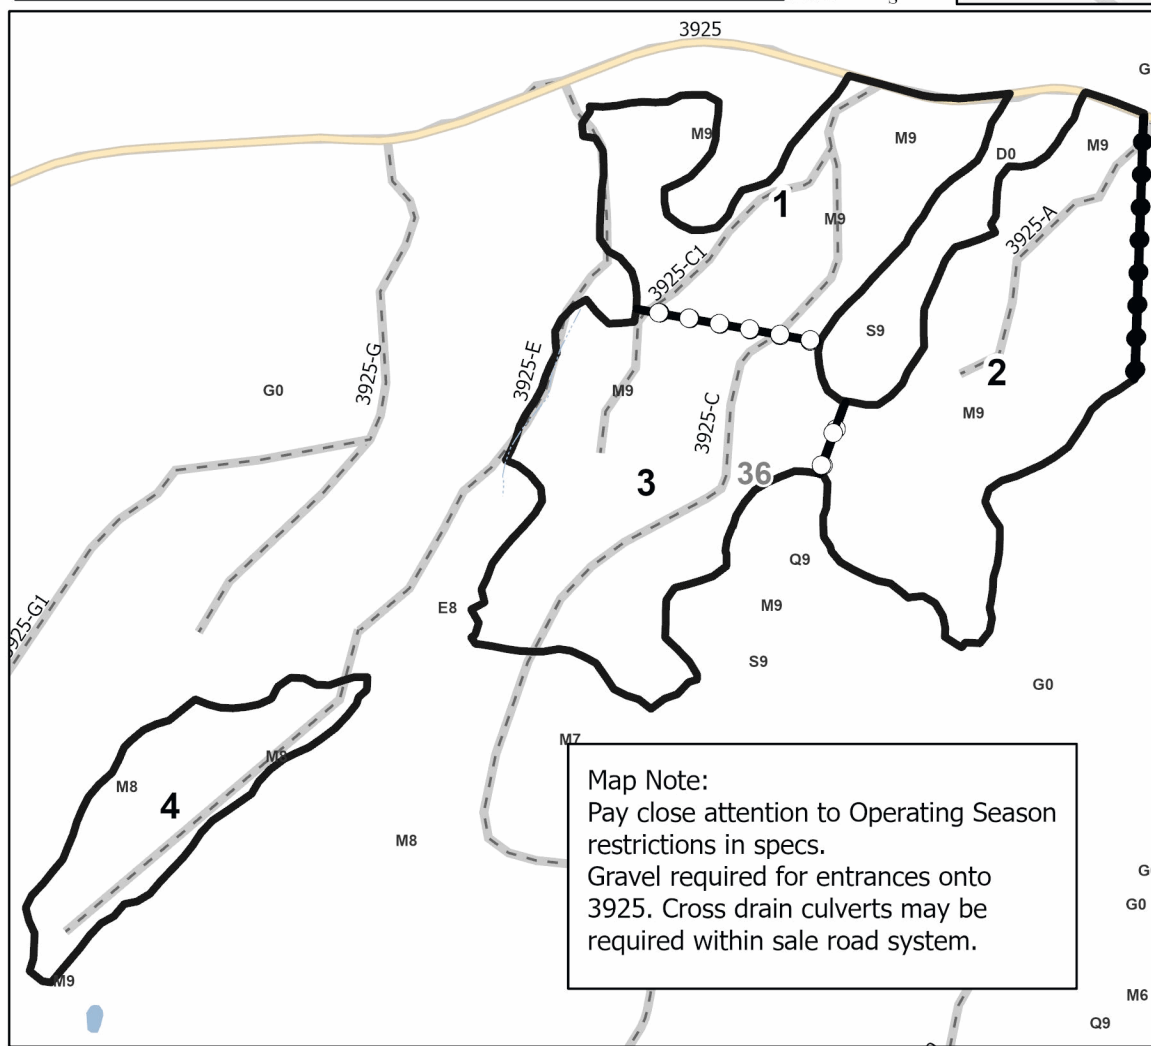 3925
G
M9
M9
D0
M9
1
M9
3925-A
3925-C1
S9
3925-E
3925-G
2
G0
M9
M9
3925-C
3
36
Q9
3925-G1
E8
M9
S9
G0
M7
M8
M8
4
M8
Map Note:
Pay close attention to Operating Season
restrictions in specs.
Gravel required for entrances onto
3925. Cross drain culverts may be
required within sale road system.
G0
M9
M6
Q9